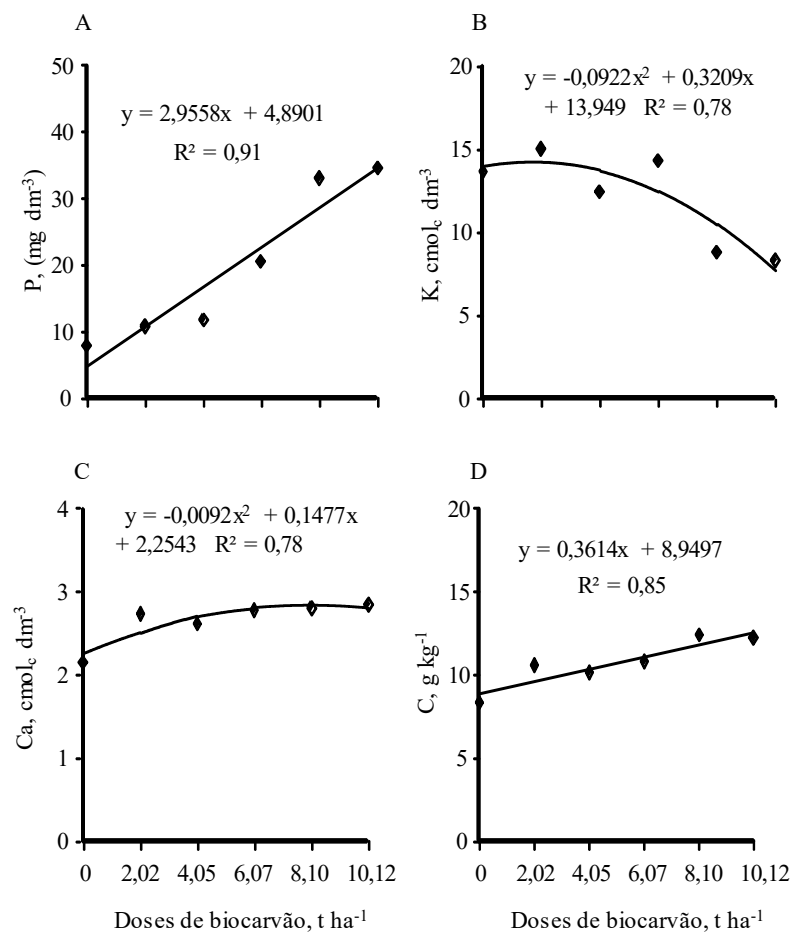 A
y = 2,9558x + 4,8901
R² = 0,91
P, (mg dm⁻³)
50
40
30
20
10
0
B
y = -0,0922x² + 0,3209x
+ 13,949 R² = 0,78
K, cmolc dm⁻³
20
15
10
5
0
C
y = -0,0092x² + 0,1477x
+ 2,2543 R² = 0,78
Ca, cmolc dm⁻³
4
3
2
1
0
0 2,02 4,05 6,07 8,10 10,12
Doses de biocarvão, t ha⁻¹
D
y = 0,3614x + 8,9497
R² = 0,85
C, g kg⁻¹
20
15
10
5
0
0 2,02 4,05 6,07 8,10 10,12
Doses de biocarvão, t ha⁻¹